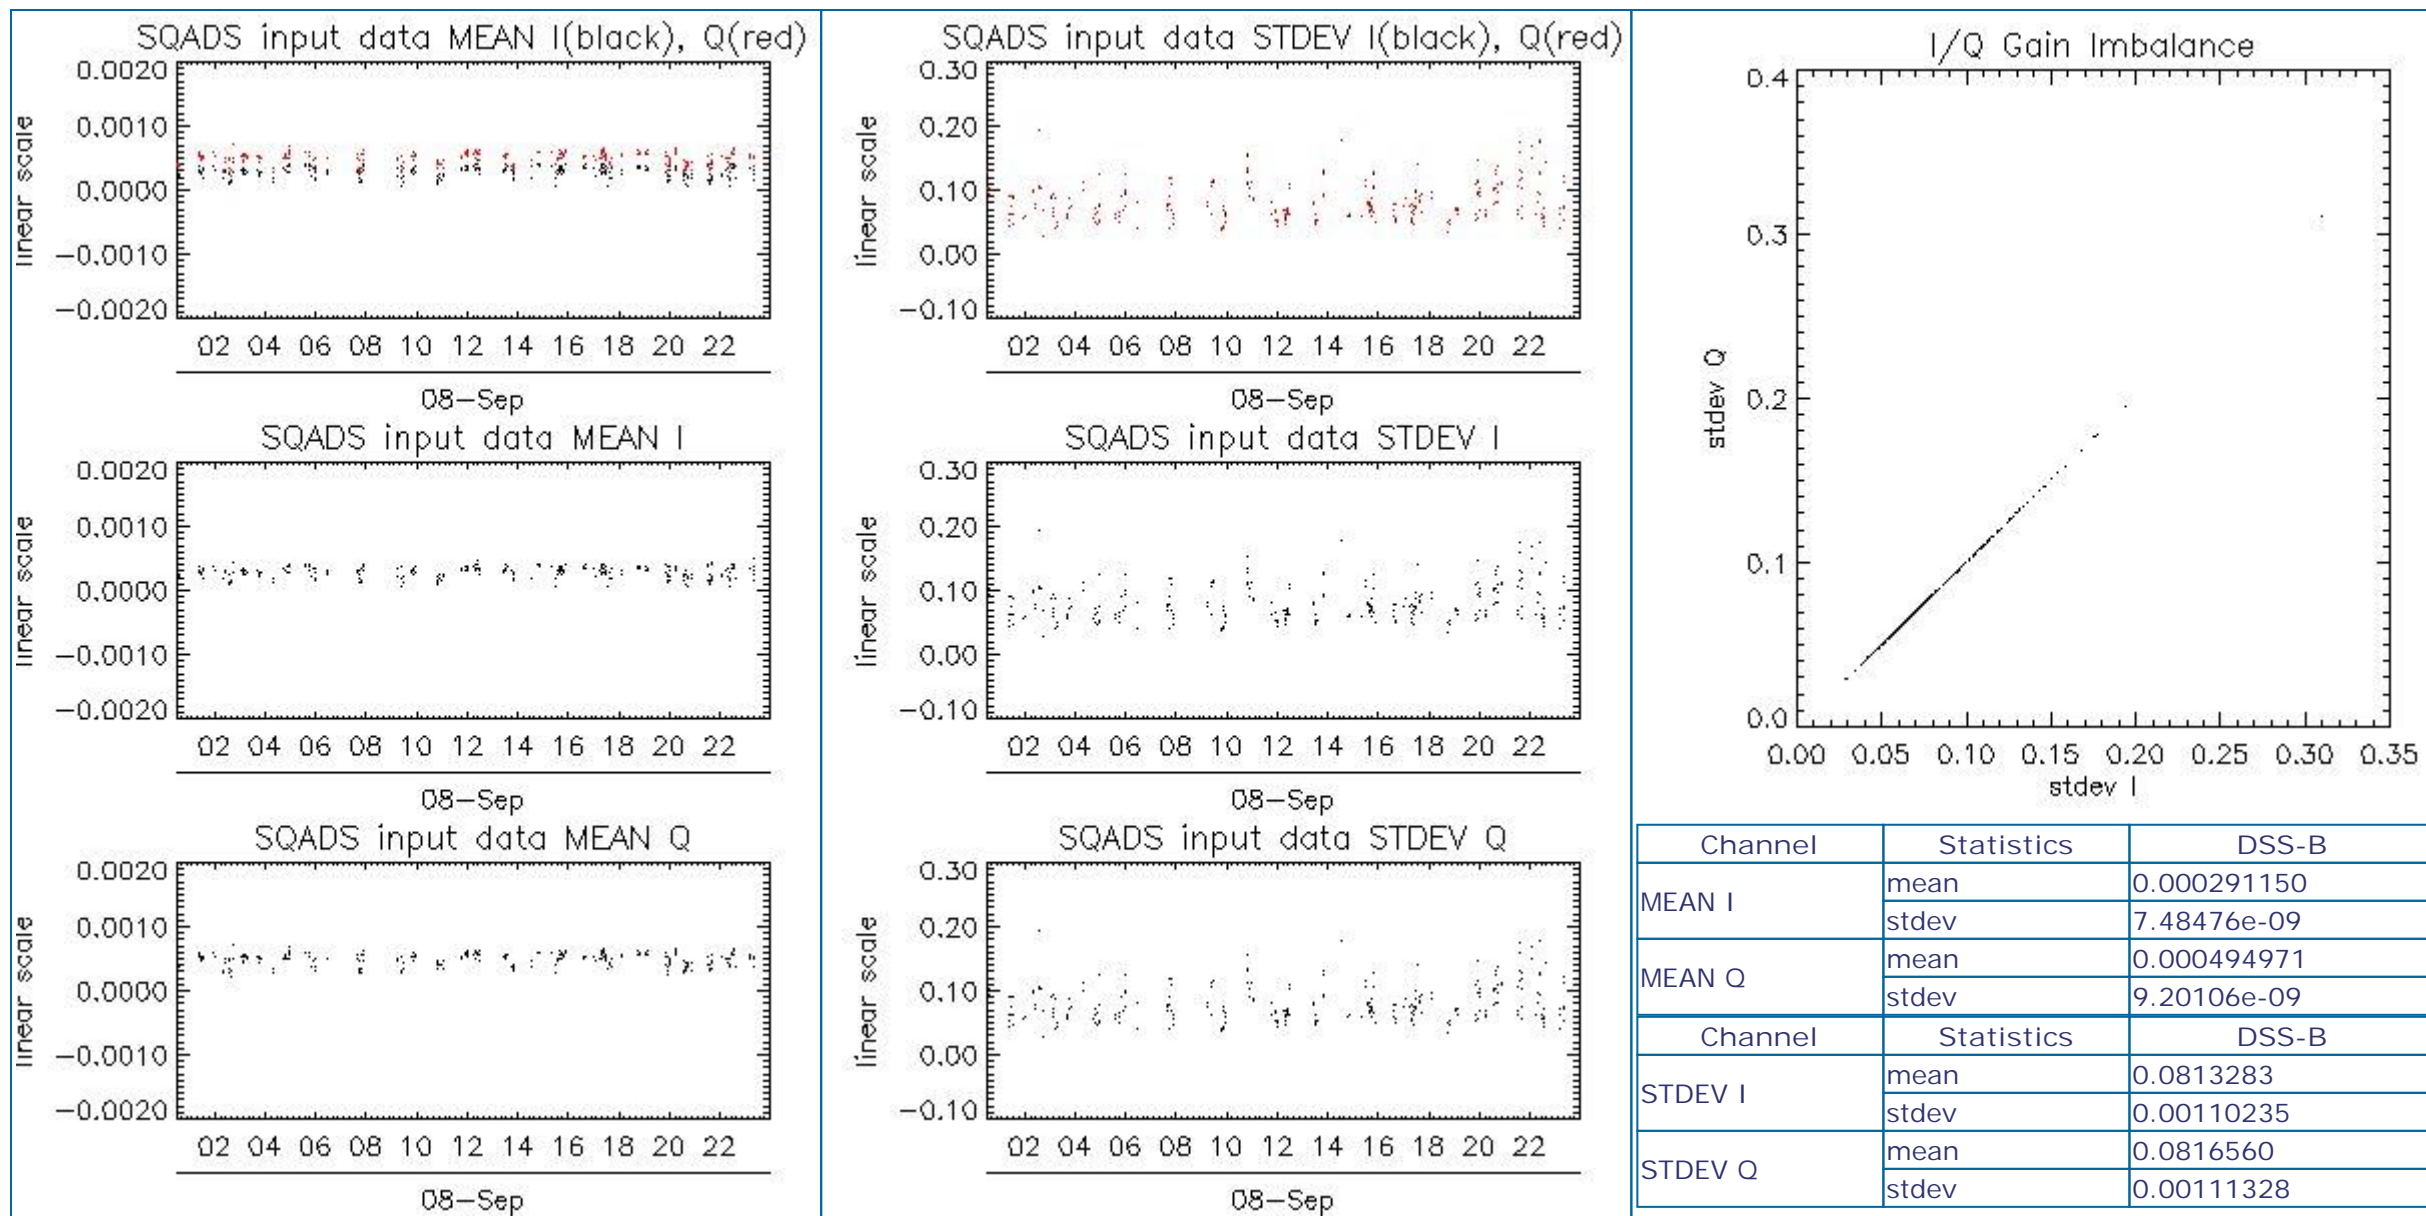 SQADS input data MEAN I(black), Q(red)
0.0020
0.0010
0.0000
−0.0010
−0.0020
linear scale
02 04 06 08 10 12 14 16 18 20 22
08−Sep
SQADS input data MEAN I
0.0020
0.0010
0.0000
−0.0010
−0.0020
linear scale
02 04 06 08 10 12 14 16 18 20 22
08−Sep
SQADS input data MEAN Q
0.0020
0.0010
0.0000
−0.0010
−0.0020
linear scale
02 04 06 08 10 12 14 16 18 20 22
08−Sep
SQADS input data STDEV I(black), Q(red)
0.30
0.20
0.10
0.00
−0.10
linear scale
02 04 06 08 10 12 14 16 18 20 22
08−Sep
SQADS input data STDEV I
0.30
0.20
0.10
0.00
−0.10
linear scale
02 04 06 08 10 12 14 16 18 20 22
08−Sep
SQADS input data STDEV Q
0.30
0.20
0.10
0.00
−0.10
linear scale
02 04 06 08 10 12 14 16 18 20 22
08−Sep
I/Q Gain Imbalance
0.4
0.3
0.2
0.1
0.0
stdev Q
0.00 0.05 0.10 0.15 0.20 0.25 0.30 0.35
stdev I
Channel Statistics DSS-B
MEAN I mean 0.000291150
stdev 7.48476e-09
MEAN Q mean 0.000494971
stdev 9.20106e-09
Channel Statistics DSS-B
STDEV I mean 0.0813283
stdev 0.00110235
STDEV Q mean 0.0816560
stdev 0.00111328